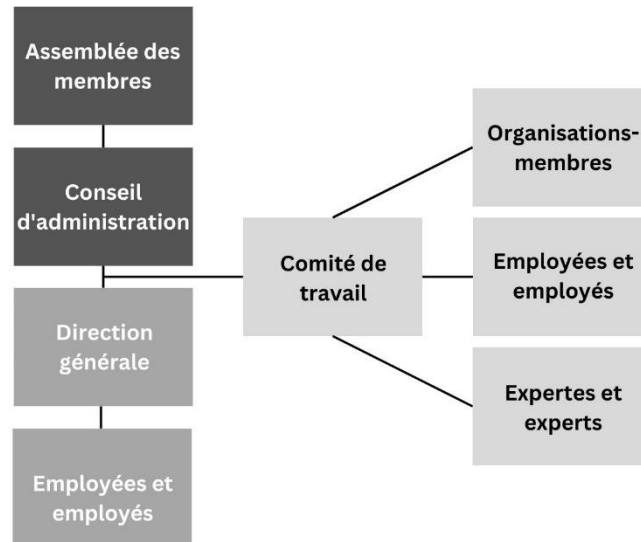 Assemblée des
membres
Conseil
d'administration
Direction
générale
Employées et
employés
Comité de
travail
Organisations-
membres
Employées et
employés
Expertes et
experts